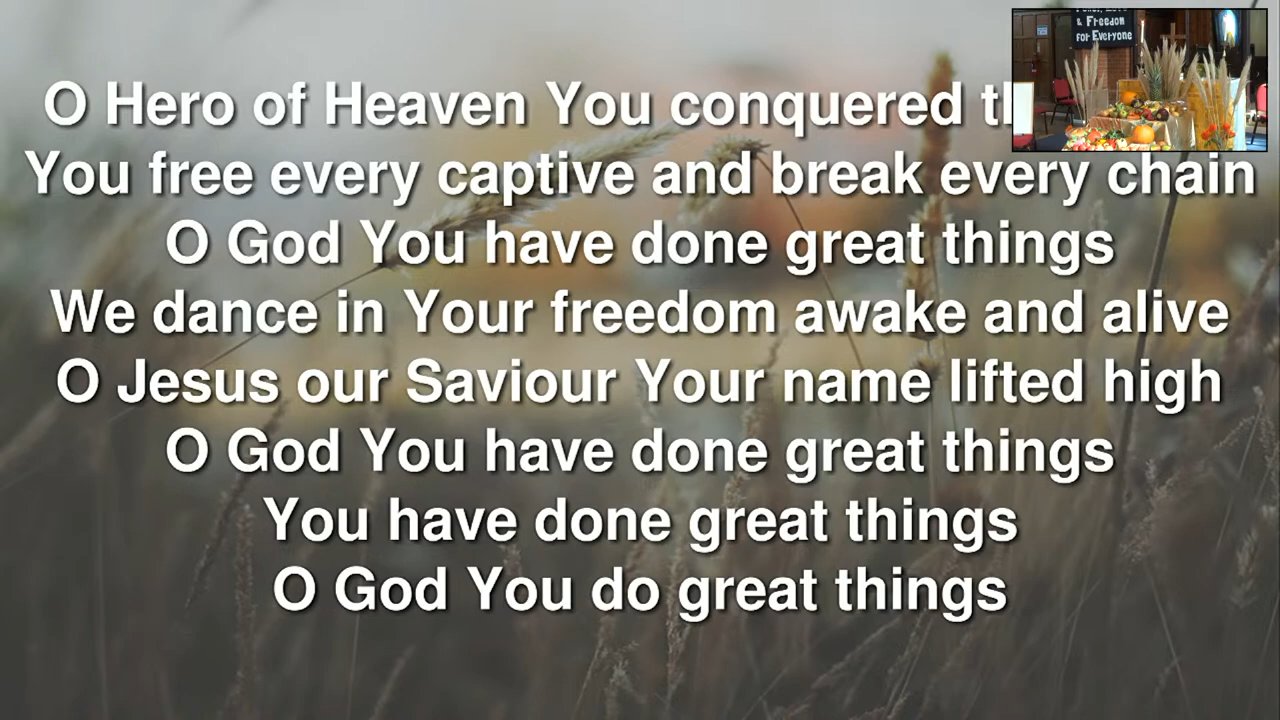 O Hero of Heaven You conquered
You free every captive and break every chain
O God You have done great things
We dance in Your freedom awake and alive
O Jesus our Saviour Your name lifted high
O God You have done great things
You have done great things
O God You do great things
& Freedom
for Everyone